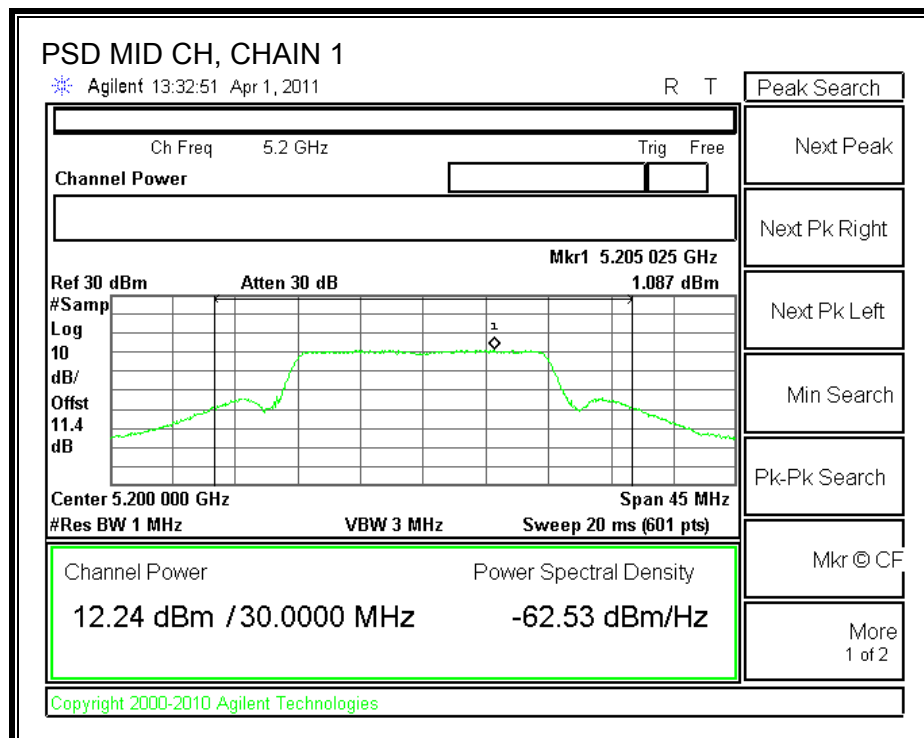 PSD MID CH, CHAIN 1
Agilent 13:32:51 Apr 1, 2011 R T
Peak Search
Ch Freq 5.2 GHz Trig Free
Next Peak
Channel Power
Next Pk Right
Mkr1 5.205 025 GHz
Ref 30 dBm Atten 30 dB 1.087 dBm
#Samp
Log
10
dB/
Offst
11.4
dB
1
Next Pk Left
Min Search
Pk-Pk Search
Center 5.200 000 GHz Span 45 MHz
#Res BW 1 MHz VBW 3 MHz Sweep 20 ms (601 pts)
Mkr © CF
Channel Power Power Spectral Density
12.24 dBm / 30.0000 MHz -62.53 dBm/Hz
More
1 of 2
Copyright 2000-2010 Agilent Technologies